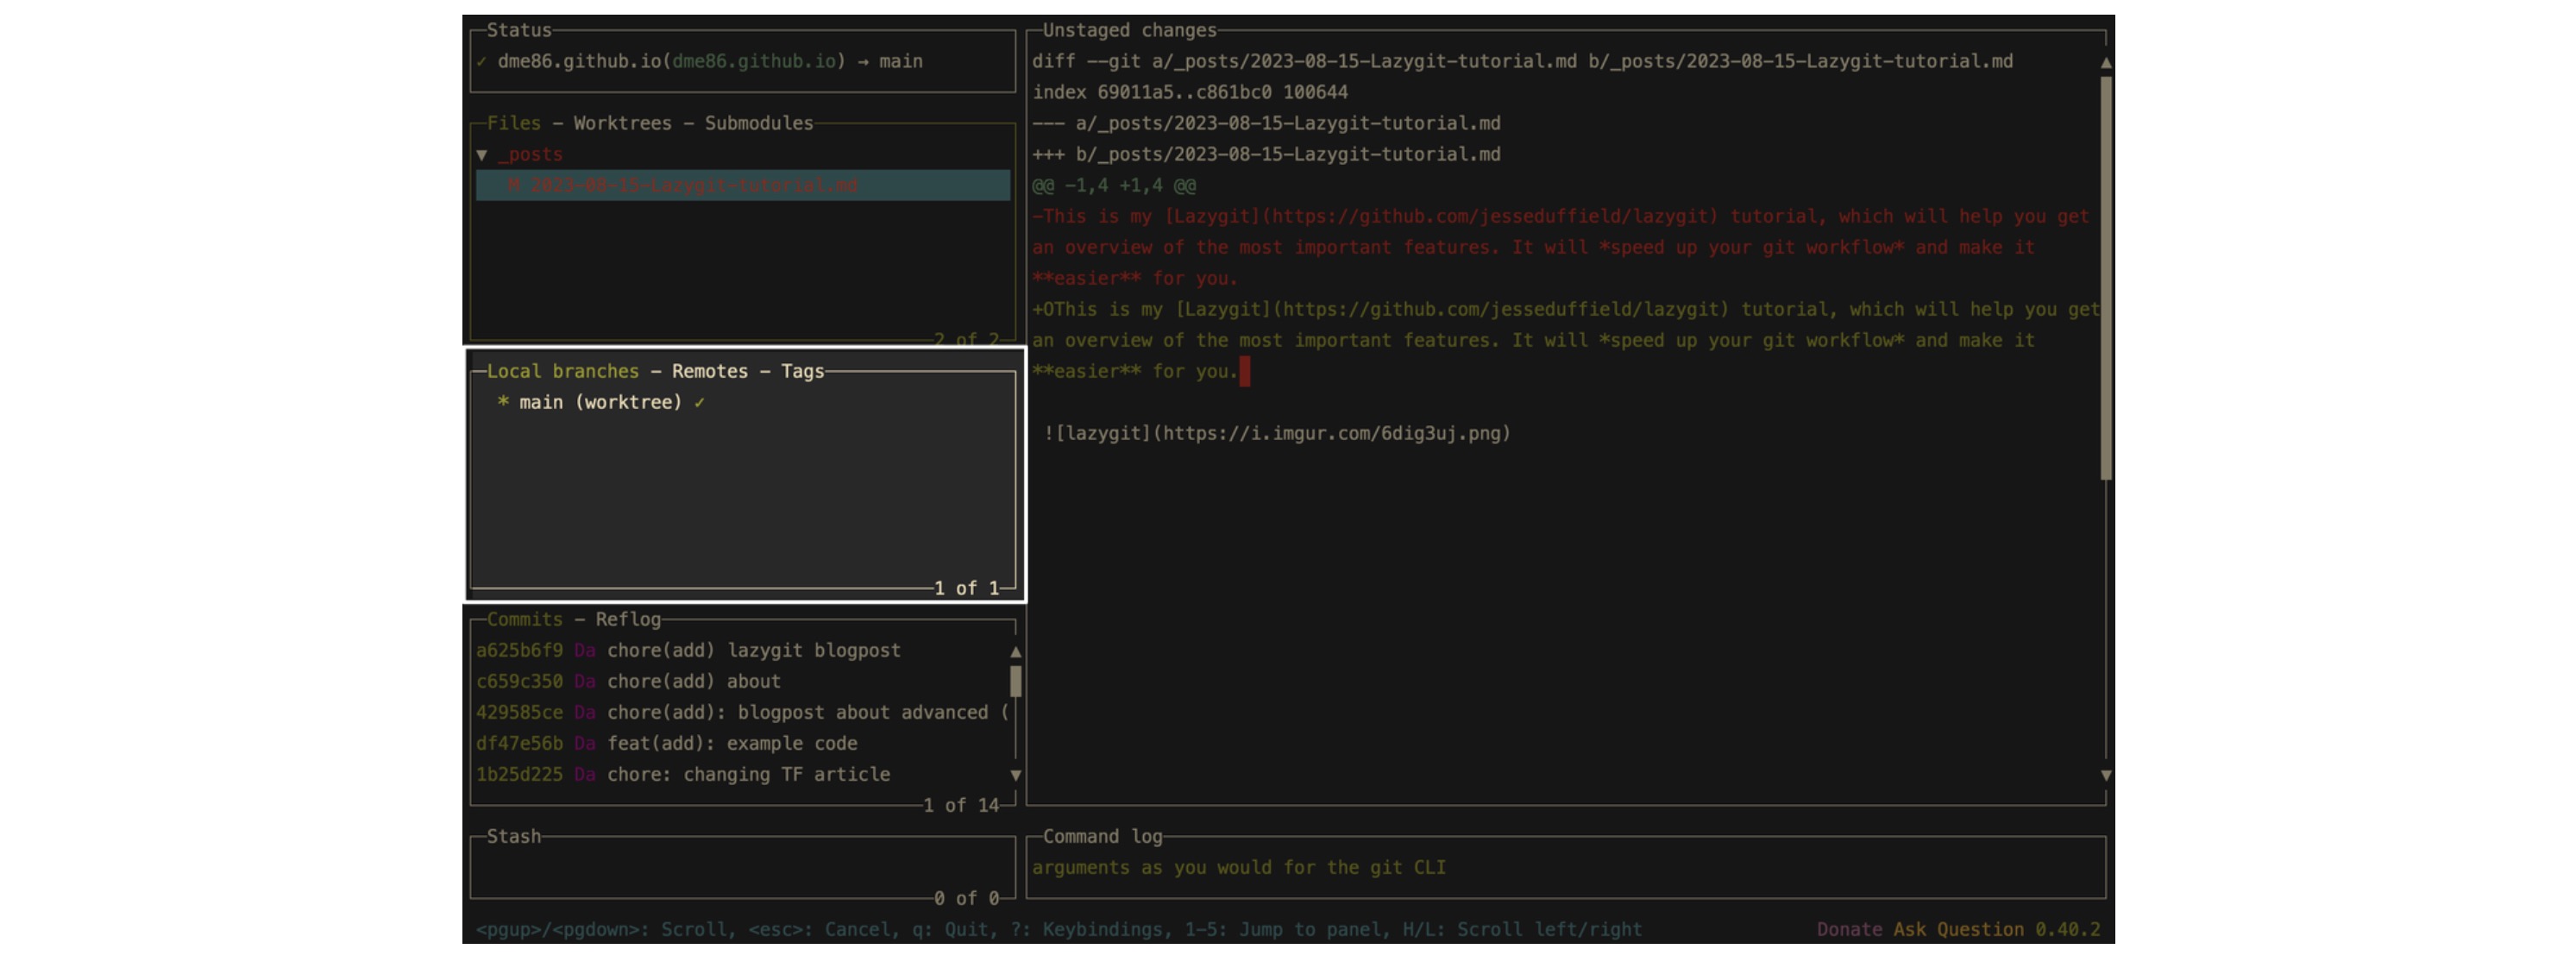 Status
✓ dme86.github.io(dme86.github.io) → main
Files – Worktrees – Submodules
▼ _posts
M 2023-08-15-Lazygit-tutorial.md
2 of 2
Local branches – Remotes – Tags
* main (worktree) ✓
1 of 1
Commits – Reflog
a625b6f9 Da chore(add) lazygit blogpost
c659c350 Da chore(add) about
429585ce Da chore(add): blogpost about advanced (
df47e56b Da feat(add): example code
1b25d225 Da chore: changing TF article
1 of 14
Stash
0 of 0
Unstaged changes
diff --git a/_posts/2023-08-15-Lazygit-tutorial.md b/_posts/2023-08-15-Lazygit-tutorial.md
index 69011a5..c861bc0 100644
--- a/_posts/2023-08-15-Lazygit-tutorial.md
+++ b/_posts/2023-08-15-Lazygit-tutorial.md
@@ -1,4 +1,4 @@
-This is my [Lazygit](https://github.com/jesseduffield/lazygit) tutorial, which will help you get
an overview of the most important features. It will *speed up your git workflow* and make it
**easier** for you.
+OThis is my [Lazygit](https://github.com/jesseduffield/lazygit) tutorial, which will help you get
an overview of the most important features. It will *speed up your git workflow* and make it
**easier** for you.
![lazygit](https://i.imgur.com/6dig3uj.png)
Command log
arguments as you would for the git CLI
<pgup>/<pgdown>: Scroll, <esc>: Cancel, q: Quit, ?: Keybindings, 1-5: Jump to panel, H/L: Scroll left/right
Donate Ask Question 0.40.2